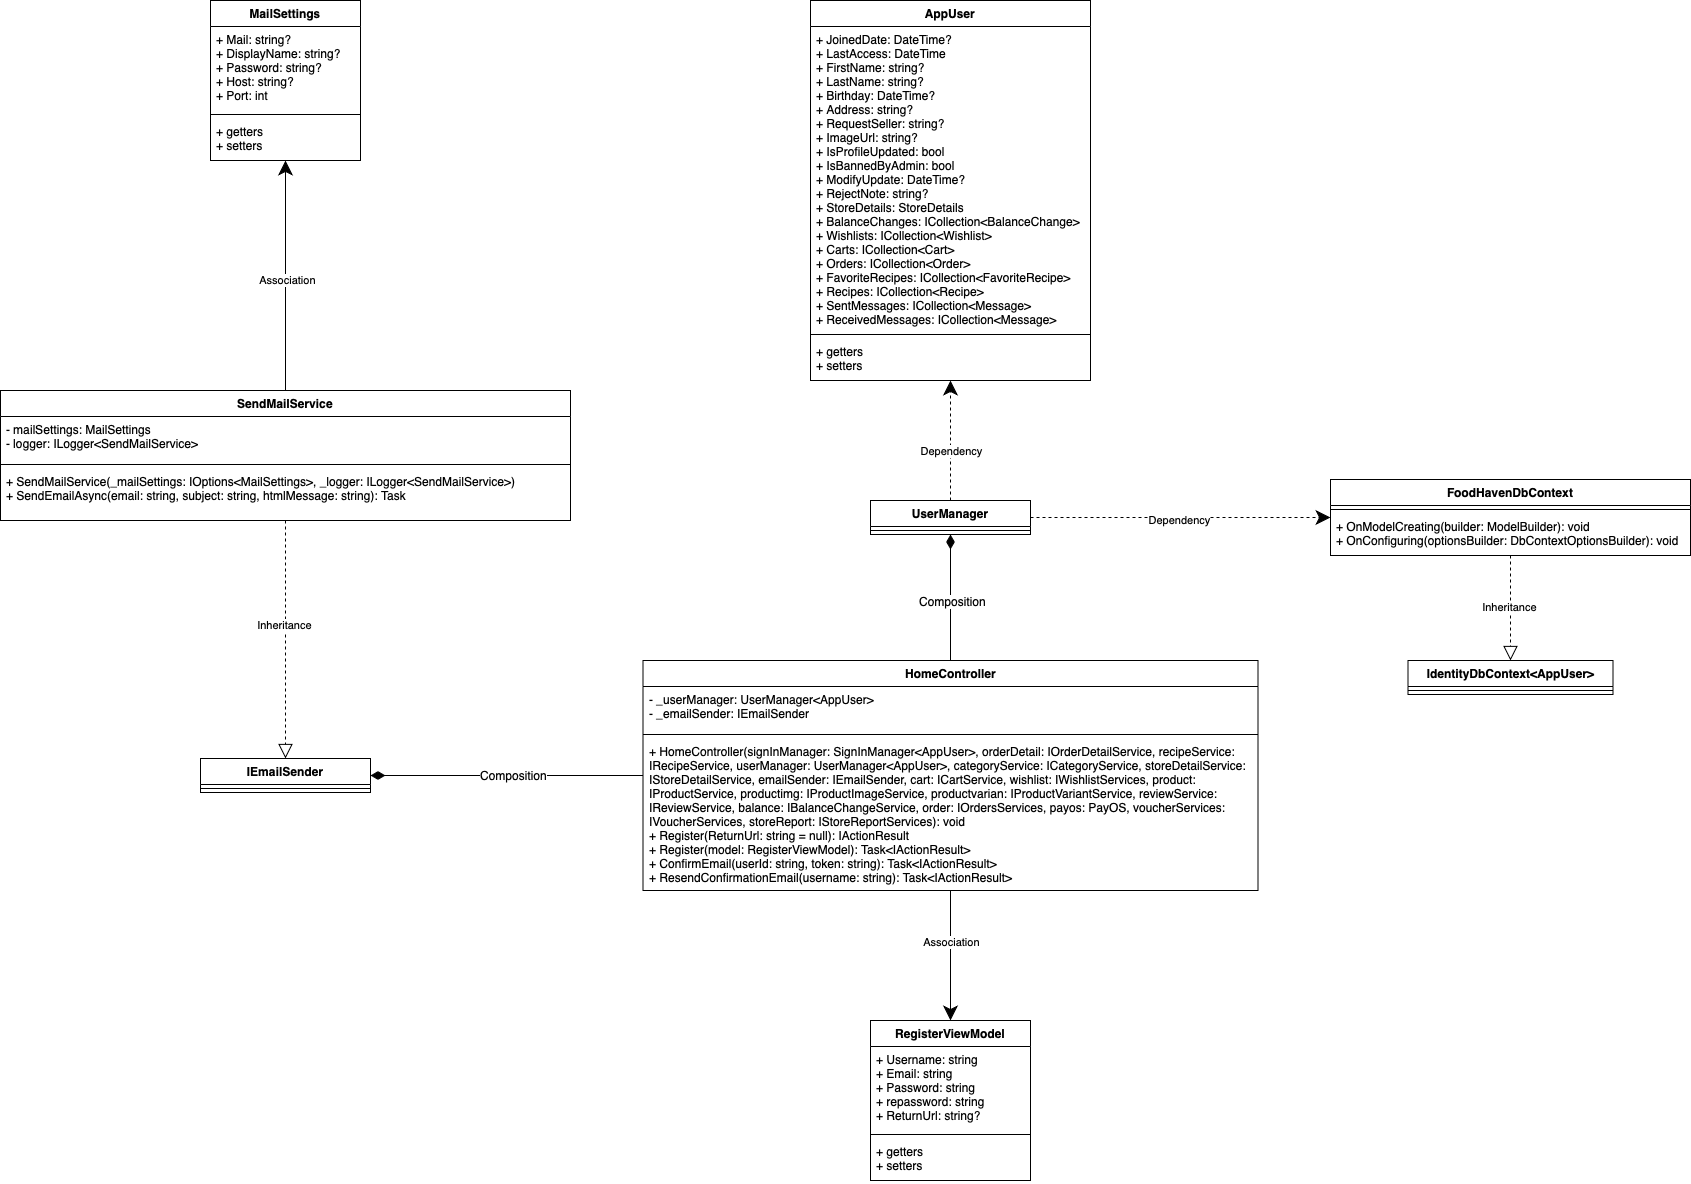 MailSettings
+ Mail: string?
+ DisplayName: string?
+ Password: string?
+ Host: string?
+ Port: int
+ getters
+ setters
AppUser
+ JoinedDate: DateTime?
+ LastAccess: DateTime
+ FirstName: string?
+ LastName: string?
+ Birthday: DateTime?
+ Address: string?
+ RequestSeller: string?
+ ImageUrl: string?
+ IsProfileUpdated: bool
+ IsBannedByAdmin: bool
+ ModifyUpdate: DateTime?
+ RejectNote: string?
+ StoreDetails: StoreDetails
+ BalanceChanges: ICollection<BalanceChange>
+ Wishlists: ICollection<Wishlist>
+ Carts: ICollection<Cart>
+ Orders: ICollection<Order>
+ FavoriteRecipes: ICollection<FavoriteRecipe>
+ Recipes: ICollection<Recipe>
+ SentMessages: ICollection<Message>
+ ReceivedMessages: ICollection<Message>
+ getters
+ setters
Association
SendMailService
- mailSettings: MailSettings
- logger: ILogger<SendMailService>
+ SendMailService(_mailSettings: IOptions<MailSettings>, _logger: ILogger<SendMailService>)
+ SendEmailAsync(email: string, subject: string, htmlMessage: string): Task
Dependency
UserManager
Dependency
FoodHavenDbContext
+ OnModelCreating(builder: ModelBuilder): void
+ OnConfiguring(optionsBuilder: DbContextOptionsBuilder): void
Composition
Inheritance
Inheritance
IdentityDbContext<AppUser>
HomeController
- _userManager: UserManager<AppUser>
- _emailSender: IEmailSender
+ HomeController(signInManager: SignInManager<AppUser>, orderDetail: IOrderDetailService, recipeService:
IRecipeService, userManager: UserManager<AppUser>, categoryService: ICategoryService, storeDetailService:
IStoreDetailService, emailSender: IEmailSender, cart: ICartService, wishlist: IWishlistServices, product:
IProductService, productimg: IProductImageService, productvarian: IProductVariantService, reviewService:
IReviewService, balance: IBalanceChangeService, order: IOrdersServices, payos: PayOS, voucherServices:
IVoucherServices, storeReport: IStoreReportServices): void
+ Register(ReturnUrl: string = null): IActionResult
+ Register(model: RegisterViewModel): Task<IActionResult>
+ ConfirmEmail(userId: string, token: string): Task<IActionResult>
+ ResendConfirmationEmail(username: string): Task<IActionResult>
IEmailSender
Composition
Association
RegisterViewModel
+ Username: string
+ Email: string
+ Password: string
+ repassword: string
+ ReturnUrl: string?
+ getters
+ setters